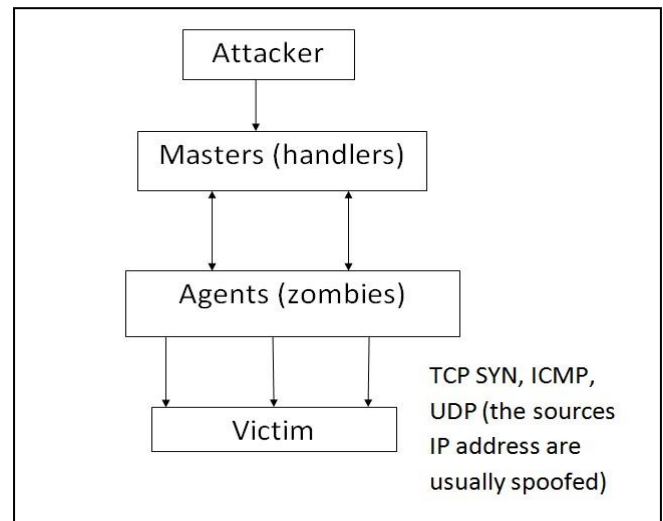 Attacker
Masters (handlers)
Agents (zombies)
Victim
TCP SYN, ICMP,
UDP (the sources
IP address are
usually spoofed)